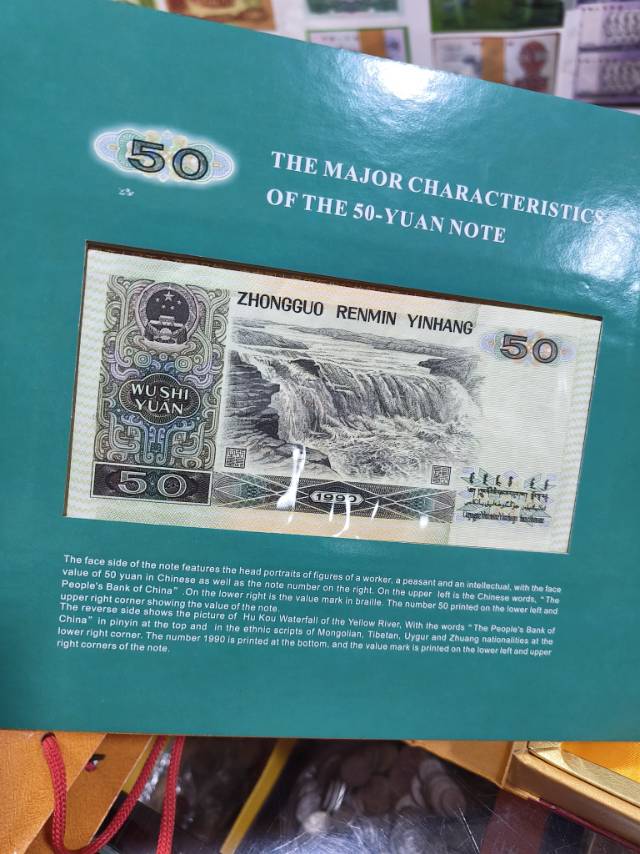 50
THE MAJOR CHARACTERISTICS
OF THE 50-YUAN NOTE
ZHONGGUO RENMIN YINHANG
50
WU SHI
YUAN
50
1990
The face side of the note features the head portraits of figures of a worker, a peasant and an intellectual, with the face
value of 50 yuan in Chinese as well as the note number on the right. On the upper left is the Chinese words, "The
People's Bank of China" .On the lower right is the value mark in braille. The number 50 printed on the lower left and
upper right corner showing the value of the note.
The reverse side shows the picture of Hu Kou Waterfall of the Yellow River, With the words "The People's Bank of
China" in pinyin at the top and in the ethnic scripts of Mongolian, Tibetan, Uygur and Zhuang nationalities at the
lower right corner. The number 1990 is printed at the bottom, and the value mark is printed on the lower left and upper
right corners of the note.